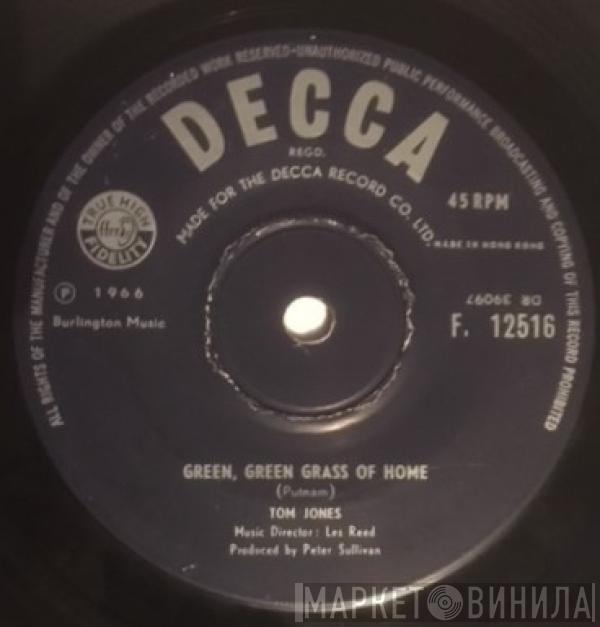 ALL RIGHTS OF THE MANUFACTURER AND OF THE OWNER OF THE RECORDED WORK RESERVED-UNAUTHORIZED PUBLIC PERFORMANCE BROADCASTING AND COPYING OF THIS RECORD PROHIBITED
DECCA
REGD.
MADE FOR THE DECCA RECORD CO. LTD.
MADE IN HONG KONG
45 RPM
TRUE HIGH
ffrr
FIDELITY
℗ 1966
Burlington Music
DR 39097
F. 12516
GREEN, GREEN GRASS OF HOME
(Putnam)
TOM JONES
Music Director: Les Reed
Produced by Peter Sullivan
МАРКЕТ ВИНИЛА